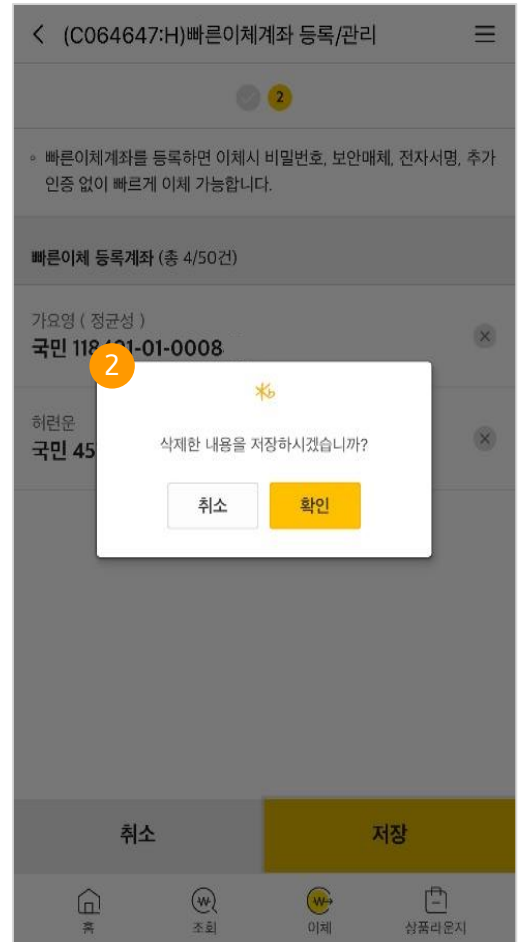 (C064647:H)빠른이체계좌 등록/관리
2
◦ 빠른이체계좌를 등록하면 이체시 비밀번호, 보안매체, 전자서명, 추가
인증 없이 빠르게 이체 가능합니다.
빠른이체 등록계좌 (총 4/50건)
가요영 ( 정균성 )
국민 118 01-01-0008
2
허련운
국민 45
삭제한 내용을 저장하시겠습니까?
취소 확인
취소 저장
홈 조회 이체 상품라운지